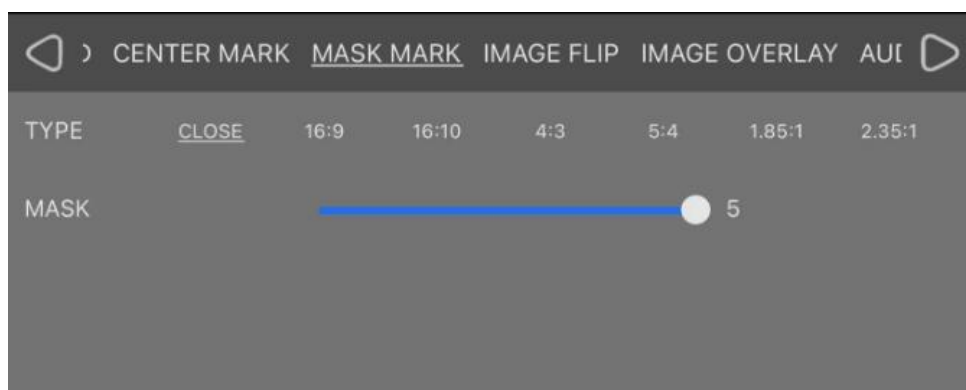 CENTER MARK MASK MARK IMAGE FLIP IMAGE OVERLAY
TYPE CLOSE 16:9 16:10 4:3 5:4 1.85:1 2.35:1
MASK 5